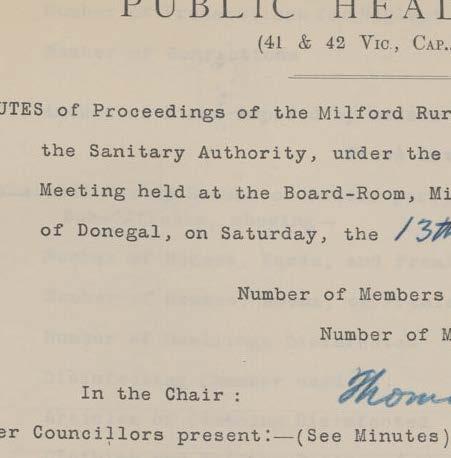 PUBLIC HEAL
(41 & 42 VIC., CAP.,
UTES of Proceedings of the Milford Rur
the Sanitary Authority, under the
Meeting held at the Board-Room, Mi
of Donegal, on Saturday, the 13th
Number of Members
Number of M
In the Chair :
Thoma
er Councillors present:—(See Minutes)